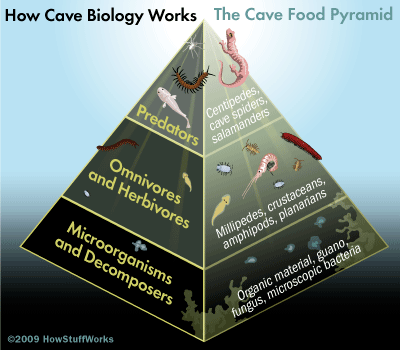 How Cave Biology Works
The Cave Food Pyramid
Predators
Centipedes,
cave spiders,
salamanders
Omnivores
and Herbivores
Millipedes, crustaceans,
amphipods, planarians
Microorganisms
and Decomposers
Organic material, guano,
fungus, microscopic bacteria
©2009 HowStuffWorks